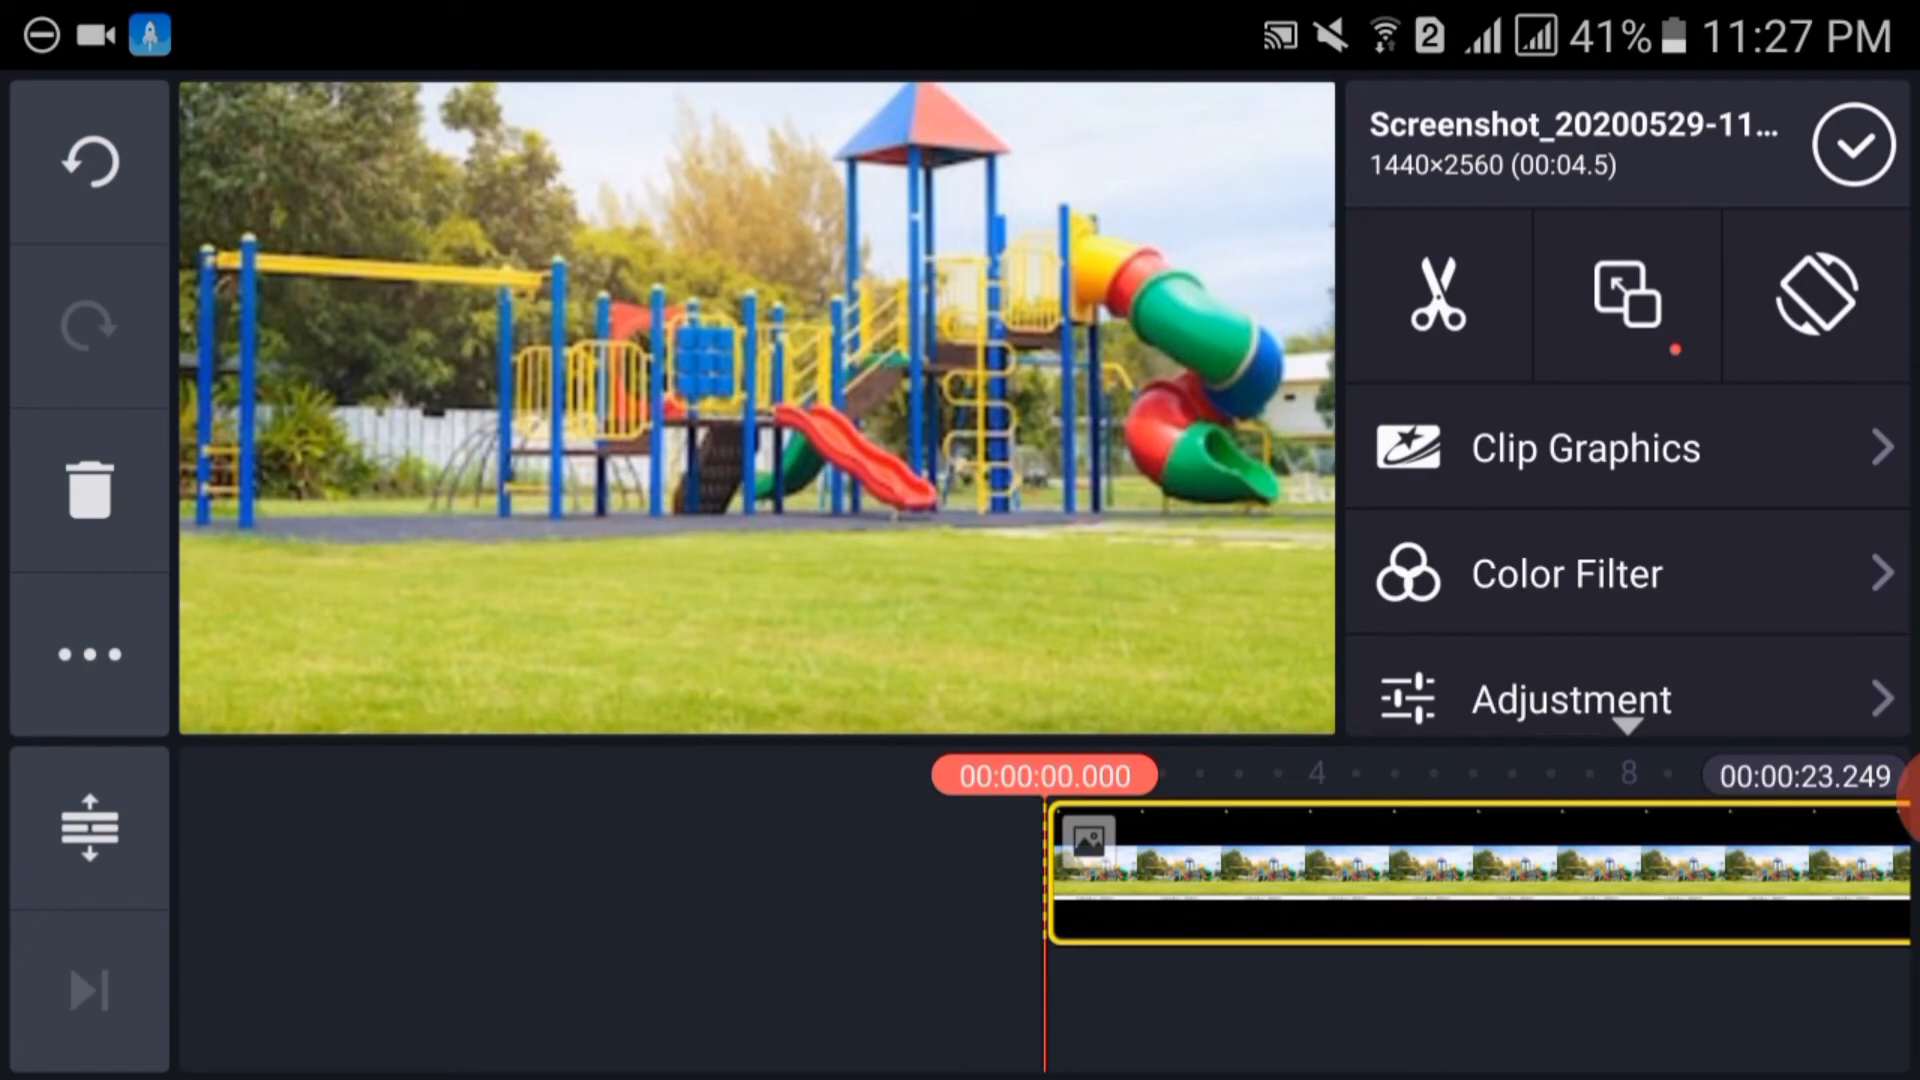 2 41% 11:27 PM
Screenshot_20200529-11...
1440×2560 (00:04.5)
Clip Graphics
Color Filter
Adjustment
00:00:00.000 4 8 00:00:23.249